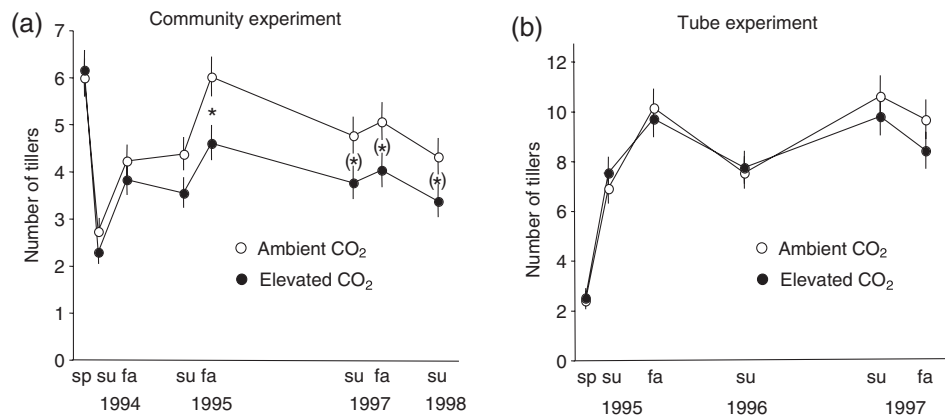 (a) Community experiment
Number of tillers
7
6
5
4
3
2
1
0
*
(*)
(*)
(*)
Ambient CO₂
Elevated CO₂
sp su fa su fa su fa su
1994 1995 1997 1998
(b) Tube experiment
Number of tillers
12
10
8
6
4
2
0
Ambient CO₂
Elevated CO₂
sp su fa su su fa
1995 1996 1997